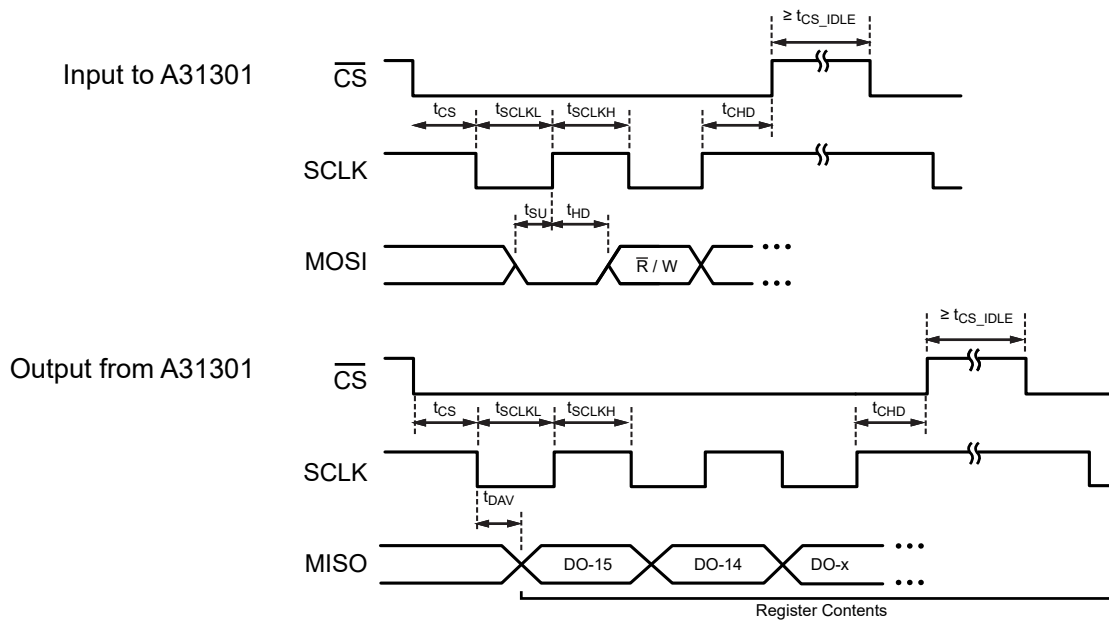 ≥ tCS_IDLE
Input to A31301
CS
tCS tSCLKL tSCLKH tCHD
SCLK
tSU tHD
MOSI R / W •••
•••
≥ tCS_IDLE
Output from A31301
CS
tCS tSCLKL tSCLKH tCHD
SCLK
tDAV
MISO DO-15 DO-14 DO-x •••
•••
Register Contents